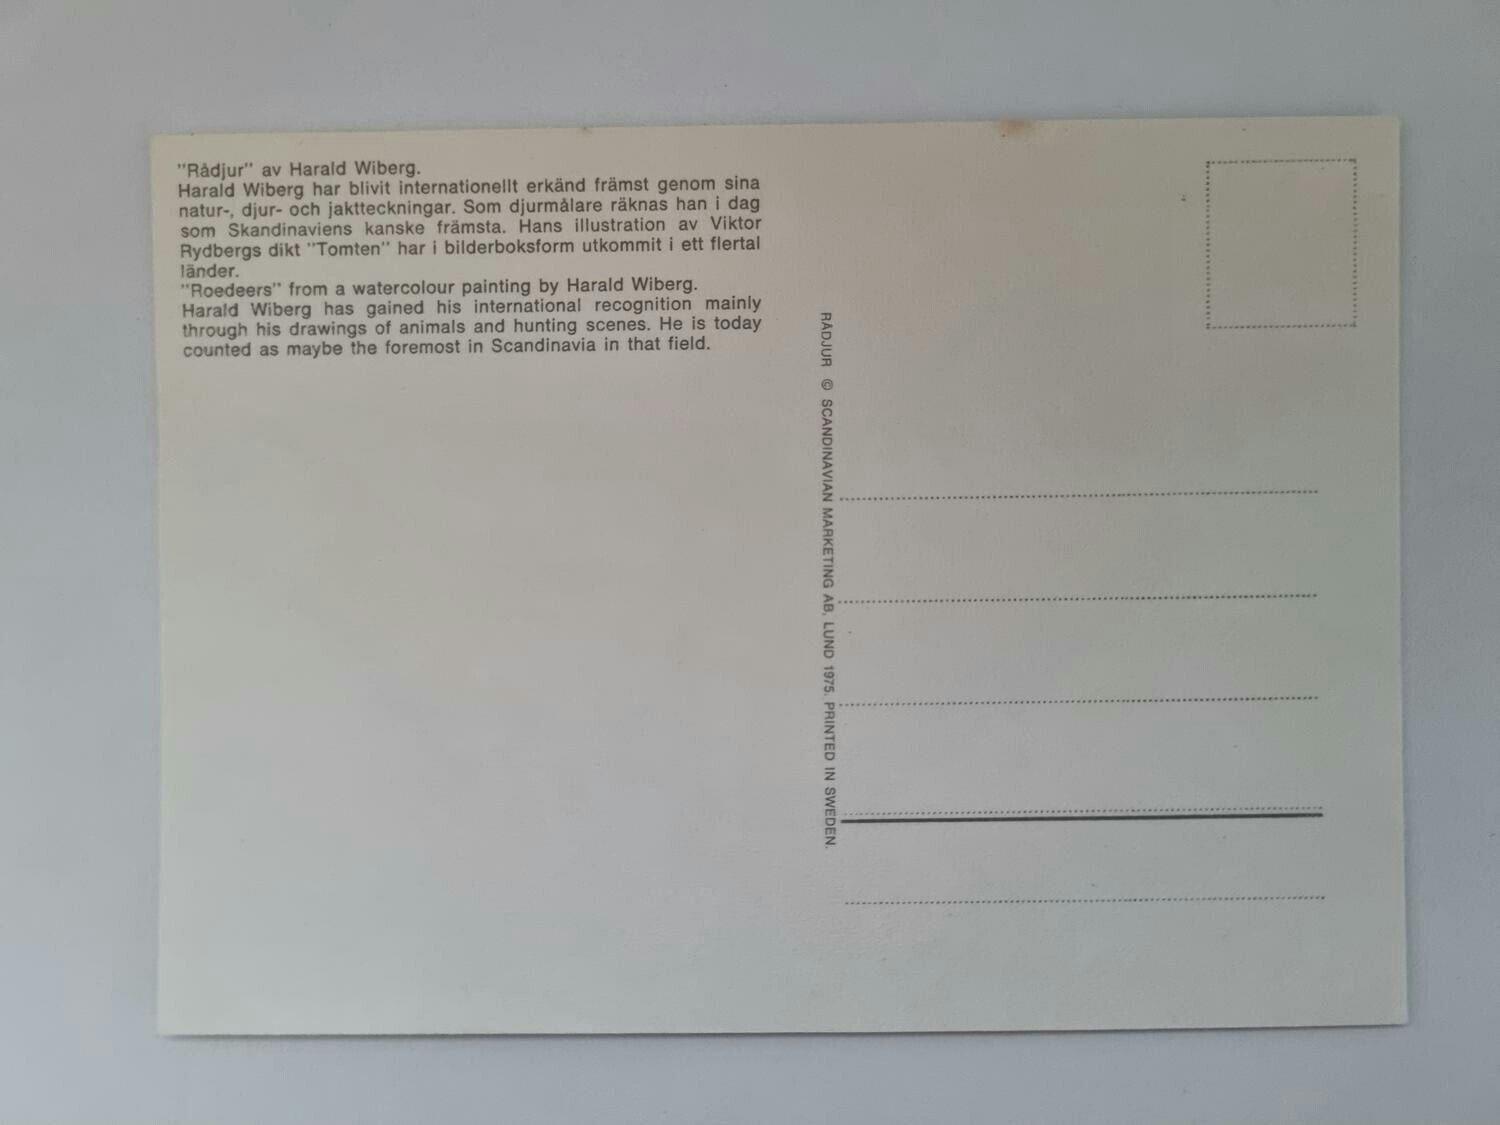 "Rådjur" av Harald Wiberg.
Harald Wiberg har blivit internationellt erkänd främst genom sina
natur-, djur- och jaktteckningar. Som djurmålare räknas han i dag
som Skandinaviens kanske främsta. Hans illustration av Viktor
Rydbergs dikt "Tomten" har i bilderboksform utkommit i ett flertal
länder.
"Roedeers" from a watercolour painting by Harald Wiberg.
Harald Wiberg has gained his international recognition mainly
through his drawings of animals and hunting scenes. He is today
counted as maybe the foremost in Scandinavia in that field.
RÅDJUR © SCANDINAVIAN MARKETING AB, LUND 1975. PRINTED IN SWEDEN.